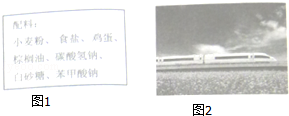 配料：
小麦粉、食盐、鸡蛋、
棕榈油、碳酸氢钠、
门砂糖、苯甲酸钠
图1
图2